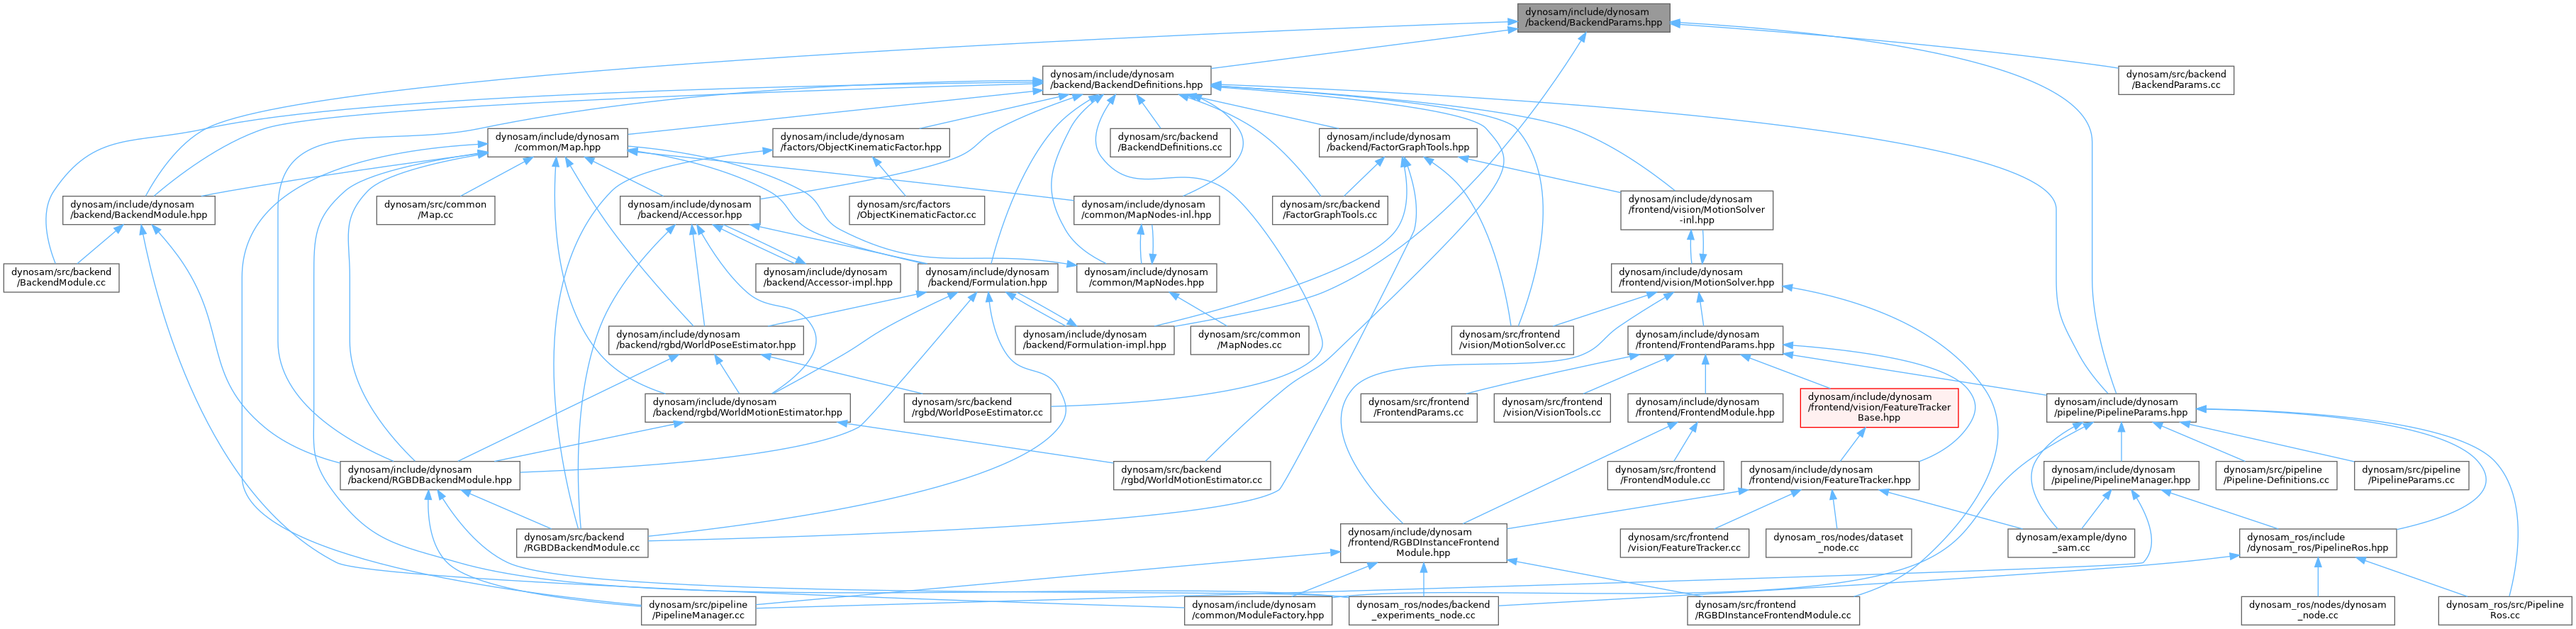 dynosam/include/dynosam
/backend/BackendParams.hpp
dynosam/include/dynosam
/backend/BackendDefinitions.hpp
dynosam/src/backend
/BackendParams.cc
dynosam/include/dynosam
/common/Map.hpp
dynosam/include/dynosam
/factors/ObjectKinematicFactor.hpp
dynosam/src/backend
/BackendDefinitions.cc
dynosam/include/dynosam
/backend/FactorGraphTools.hpp
dynosam/include/dynosam
/backend/BackendModule.hpp
dynosam/src/common
/Map.cc
dynosam/include/dynosam
/backend/Accessor.hpp
dynosam/src/factors
/ObjectKinematicFactor.cc
dynosam/include/dynosam
/common/MapNodes-inl.hpp
dynosam/src/backend
/FactorGraphTools.cc
dynosam/include/dynosam
/frontend/vision/MotionSolver
-inl.hpp
dynosam/src/backend
/BackendModule.cc
dynosam/include/dynosam
/backend/Accessor-impl.hpp
dynosam/include/dynosam
/backend/Formulation.hpp
dynosam/include/dynosam
/common/MapNodes.hpp
dynosam/include/dynosam
/frontend/vision/MotionSolver.hpp
dynosam/include/dynosam
/backend/rgbd/WorldPoseEstimator.hpp
dynosam/include/dynosam
/backend/Formulation-impl.hpp
dynosam/src/common
/MapNodes.cc
dynosam/src/frontend
/vision/MotionSolver.cc
dynosam/include/dynosam
/frontend/FrontendParams.hpp
dynosam/include/dynosam
/backend/rgbd/WorldMotionEstimator.hpp
dynosam/src/backend
/rgbd/WorldPoseEstimator.cc
dynosam/src/frontend
/FrontendParams.cc
dynosam/src/frontend
/vision/VisionTools.cc
dynosam/include/dynosam
/frontend/FrontendModule.hpp
dynosam/include/dynosam
/frontend/vision/FeatureTracker
Base.hpp
dynosam/include/dynosam
/pipeline/PipelineParams.hpp
dynosam/include/dynosam
/backend/RGBDBackendModule.hpp
dynosam/src/backend
/rgbd/WorldMotionEstimator.cc
dynosam/src/frontend
/FrontendModule.cc
dynosam/include/dynosam
/frontend/vision/FeatureTracker.hpp
dynosam/include/dynosam
/pipeline/PipelineManager.hpp
dynosam/src/pipeline
/Pipeline-Definitions.cc
dynosam/src/pipeline
/PipelineParams.cc
dynosam/src/backend
/RGBDBackendModule.cc
dynosam/include/dynosam
/frontend/RGBDInstanceFrontend
Module.hpp
dynosam/src/frontend
/vision/FeatureTracker.cc
dynosam_ros/nodes/dataset
_node.cc
dynosam/example/dyno
_sam.cc
dynosam_ros/include
/dynosam_ros/PipelineRos.hpp
dynosam/src/pipeline
/PipelineManager.cc
dynosam/include/dynosam
/common/ModuleFactory.hpp
dynosam_ros/nodes/backend
_experiments_node.cc
dynosam/src/frontend
/RGBDInstanceFrontendModule.cc
dynosam_ros/nodes/dynosam
_node.cc
dynosam_ros/src/Pipeline
Ros.cc